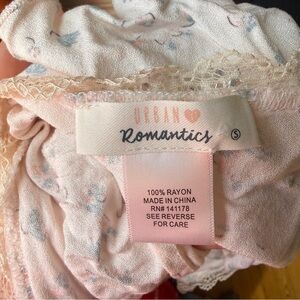 URBAN
Romantics
S
100% RAYON
MADE IN CHINA
RN# 141178
SEE REVERSE
FOR CARE